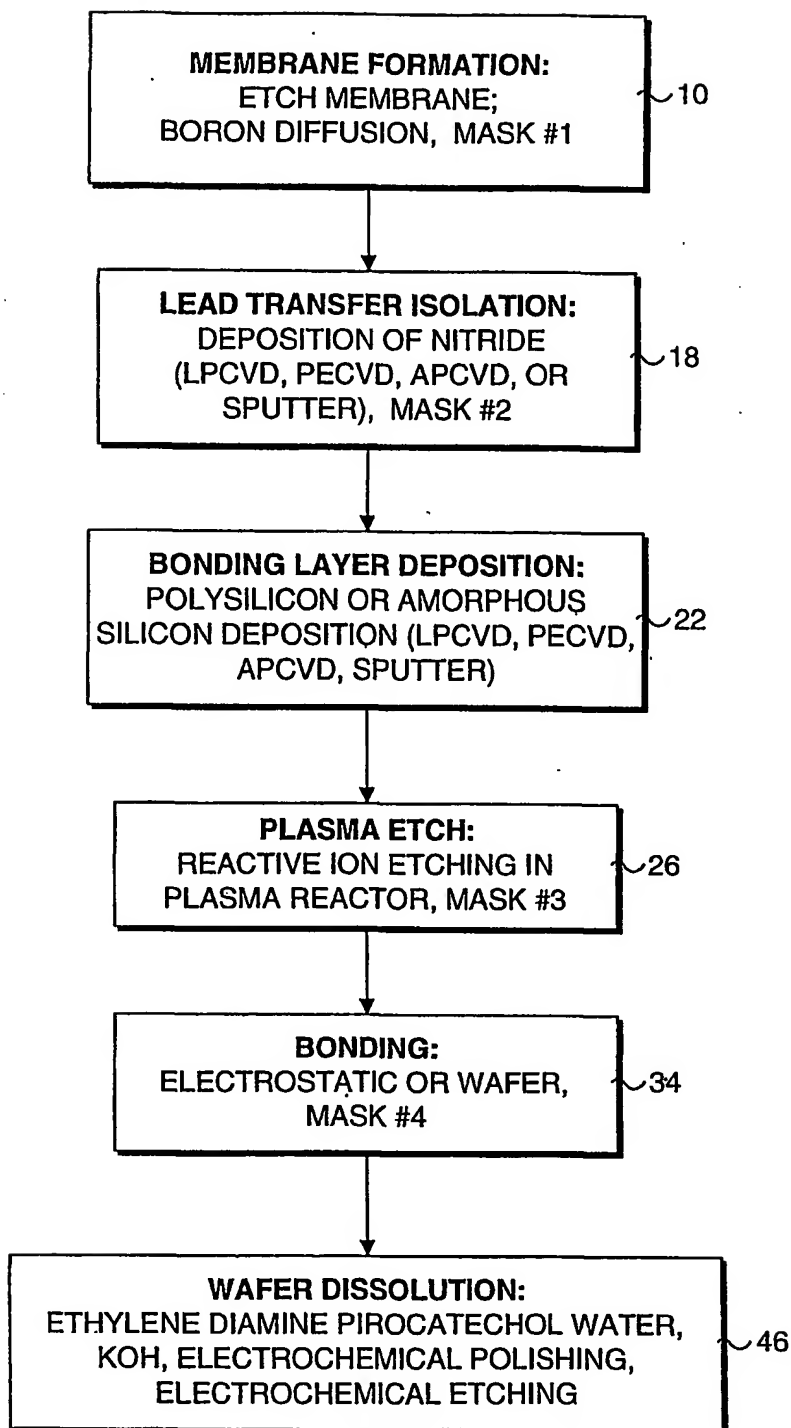 MEMBRANE FORMATION:
ETCH MEMBRANE;
BORON DIFFUSION, MASK #1
10
LEAD TRANSFER ISOLATION:
DEPOSITION OF NITRIDE
(LPCVD, PECVD, APCVD, OR
SPUTTER), MASK #2
18
BONDING LAYER DEPOSITION:
POLYSILICON OR AMORPHOUS
SILICON DEPOSITION (LPCVD, PECVD,
APCVD, SPUTTER)
22
PLASMA ETCH:
REACTIVE ION ETCHING IN
PLASMA REACTOR, MASK #3
26
BONDING:
ELECTROSTATIC OR WAFER,
MASK #4
34
WAFER DISSOLUTION:
ETHYLENE DIAMINE PIROCATECHOL WATER,
KOH, ELECTROCHEMICAL POLISHING,
ELECTROCHEMICAL ETCHING
46